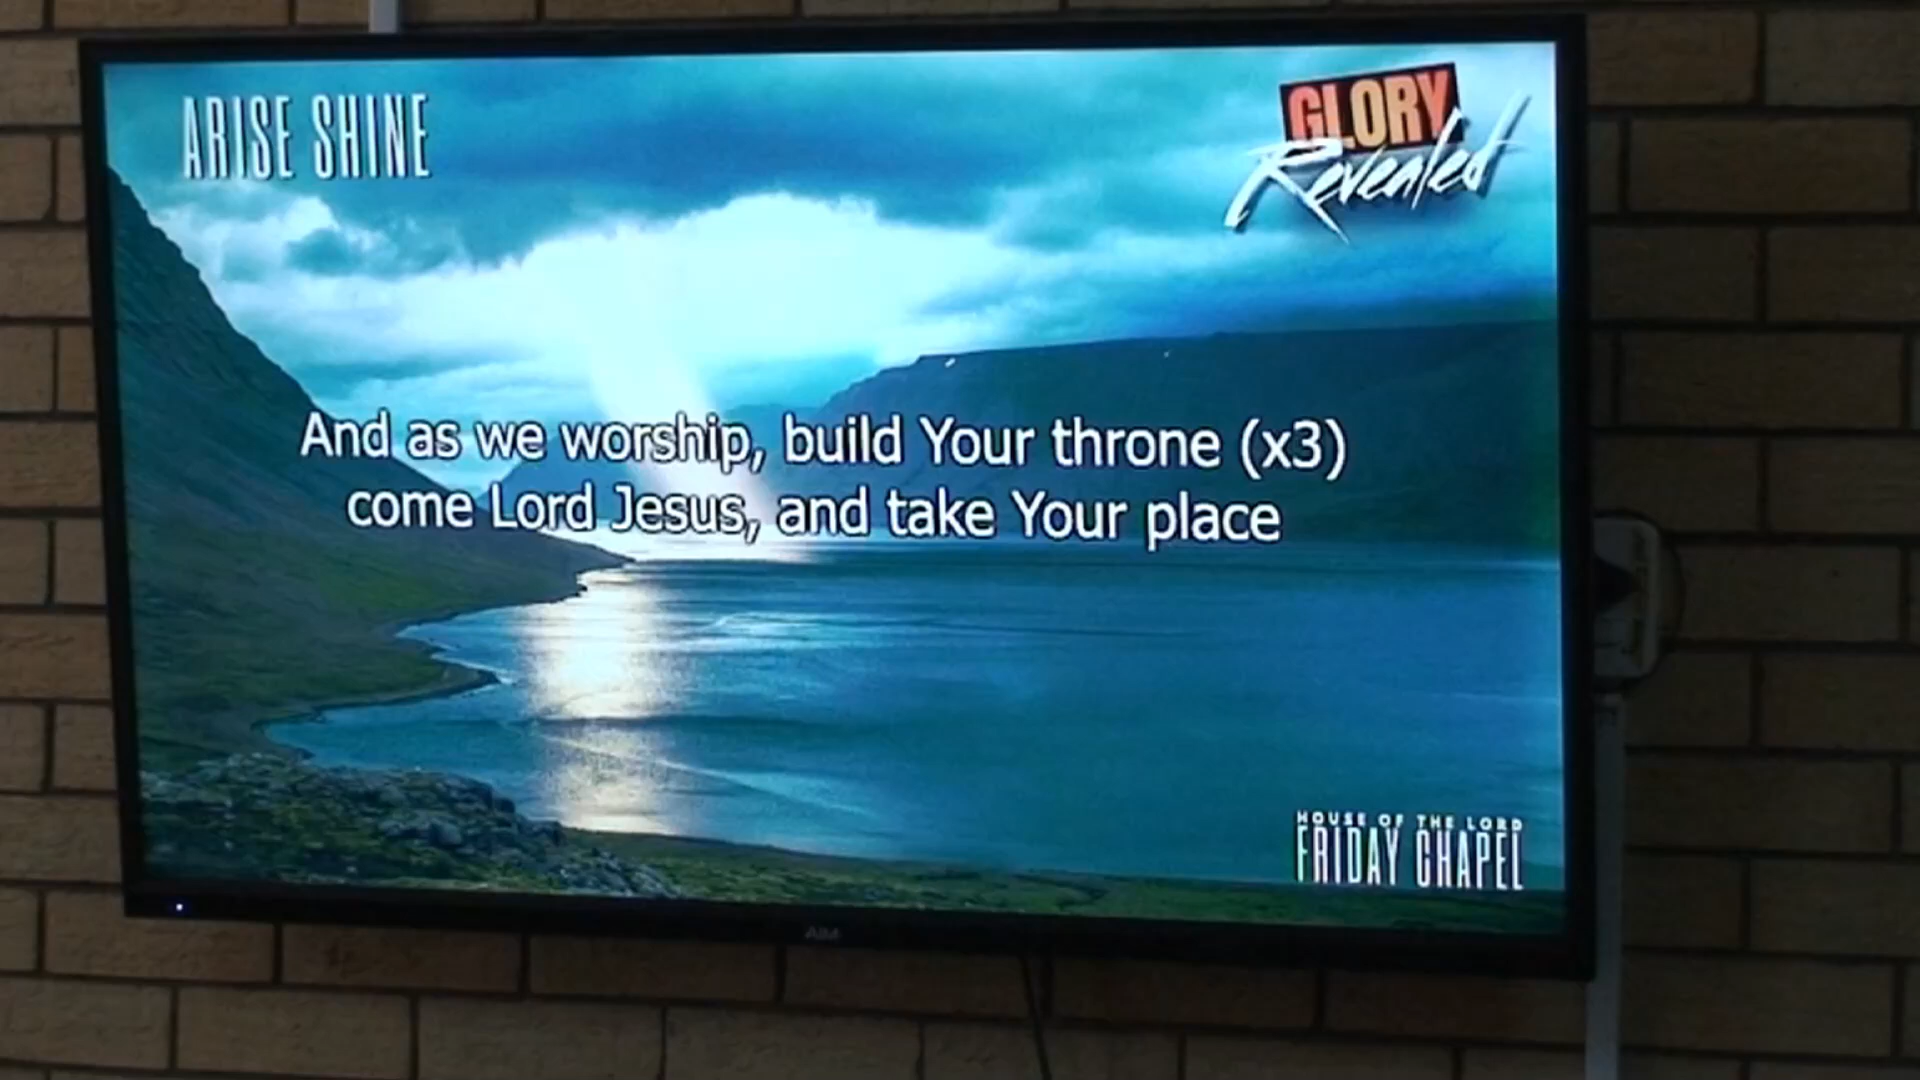 ARISE SHINE
GLORY
Revealed
And as we worship, build Your throne (x3)
come Lord Jesus, and take Your place
HOUSE OF THE LORD
FRIDAY CHAPEL